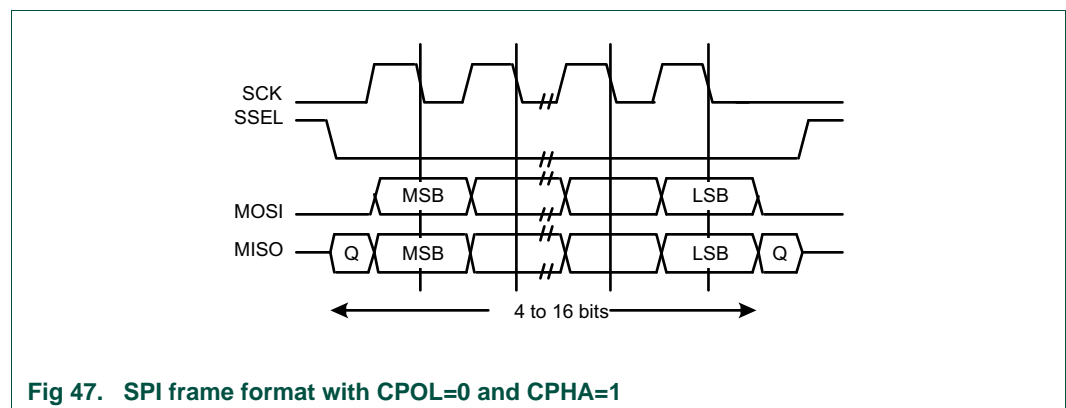 SCK
SSEL
MOSI MSB LSB
MISO Q MSB LSB Q
4 to 16 bits
Fig 47. SPI frame format with CPOL=0 and CPHA=1